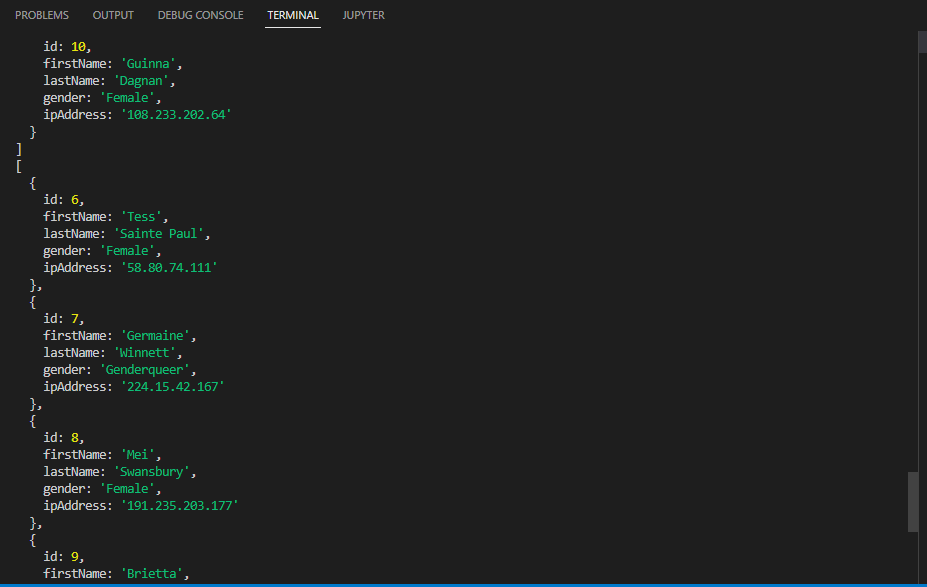 PROBLEMS OUTPUT DEBUG CONSOLE TERMINAL JUPYTER
id: 10,
firstName: 'Guinna',
lastName: 'Dagnan',
gender: 'Female',
ipAddress: '108.233.202.64'
}
]
[
{
id: 6,
firstName: 'Tess',
lastName: 'Sainte Paul',
gender: 'Female',
ipAddress: '58.80.74.111'
},
{
id: 7,
firstName: 'Germaine',
lastName: 'Winnett',
gender: 'Genderqueer',
ipAddress: '224.15.42.167'
},
{
id: 8,
firstName: 'Mei',
lastName: 'Swansbury',
gender: 'Female',
ipAddress: '191.235.203.177'
},
{
id: 9,
firstName: 'Brietta',